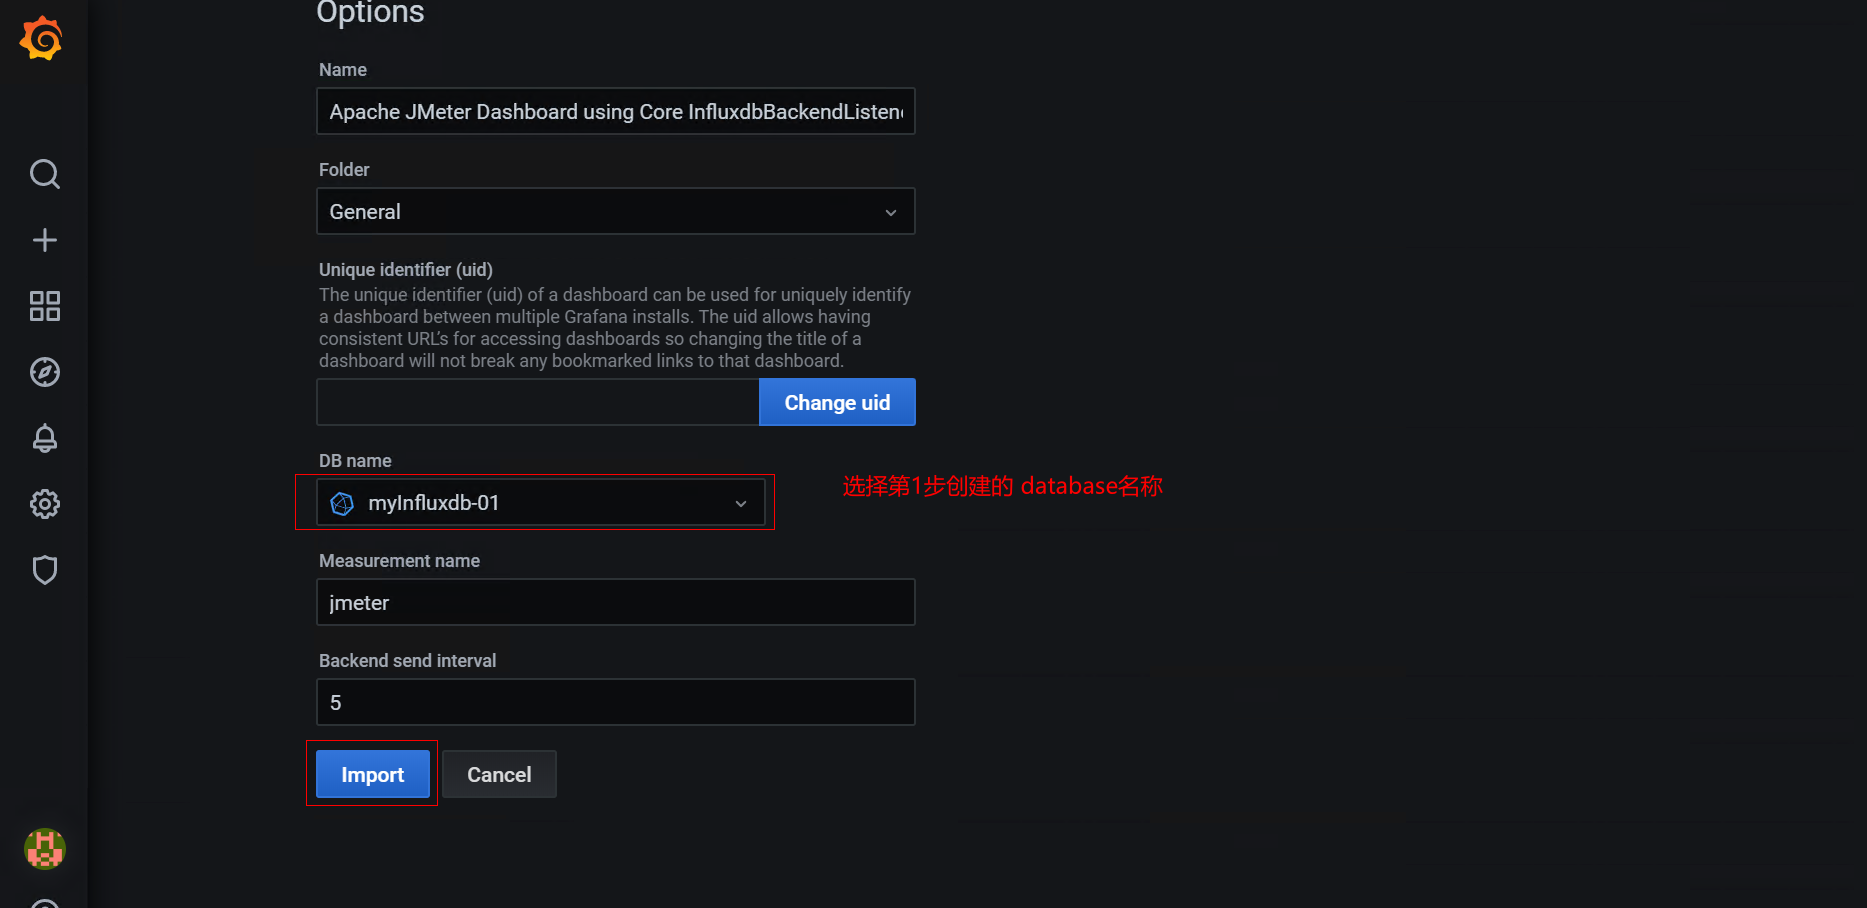 Options
Name
Apache JMeter Dashboard using Core InfluxdbBackendListen
Folder
General
Unique identifier (uid)
The unique identifier (uid) of a dashboard can be used for uniquely identify
a dashboard between multiple Grafana installs. The uid allows having
consistent URL's for accessing dashboards so changing the title of a
dashboard will not break any bookmarked links to that dashboard.
Change uid
DB name
myInfluxdb-01
选择第1步创建的 database名称
Measurement name
jmeter
Backend send interval
5
Import
Cancel